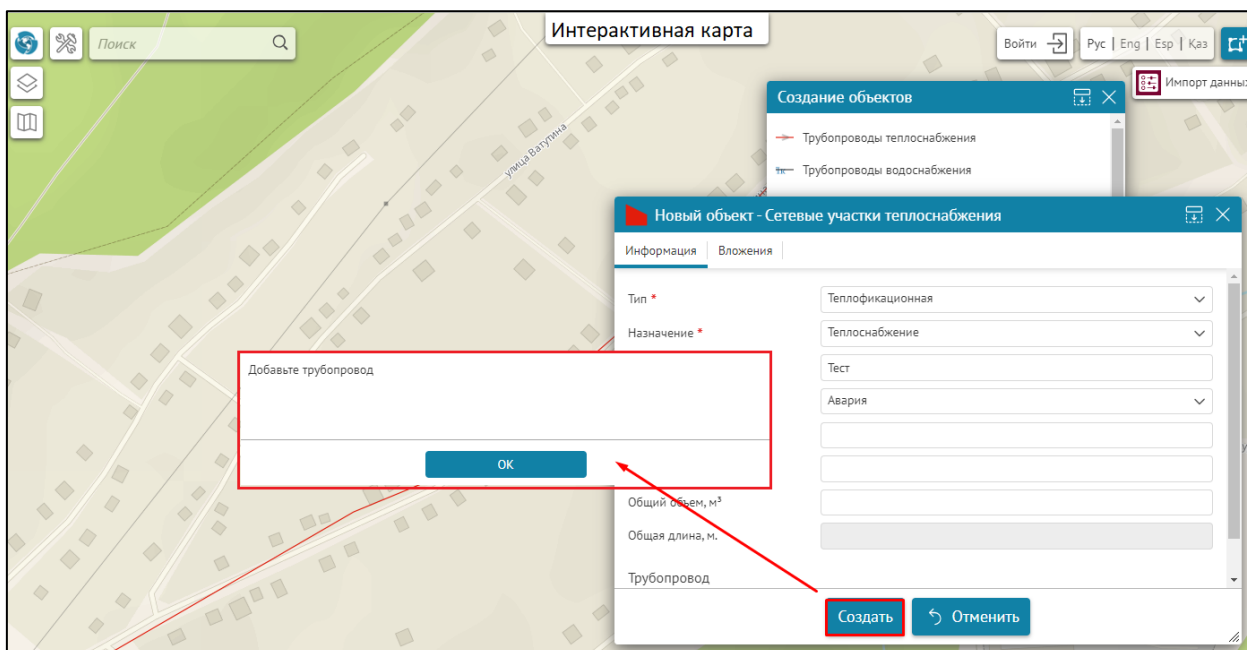 Интерактивная карта
Поиск
Войти
Рус | Eng | Esp | Қаз
Импорт данных
Создание объектов
Трубопроводы теплоснабжения
Трубопроводы водоснабжения
улица Ватутина
Новый объект - Сетевые участки теплоснабжения
Информация
Вложения
Тип *
Теплофикационная
Назначение *
Теплоснабжение
Тест
Авария
Добавьте трубопровод
ОК
Общий объем, м³
Общая длина, м.
Трубопровод
Создать
Отменить